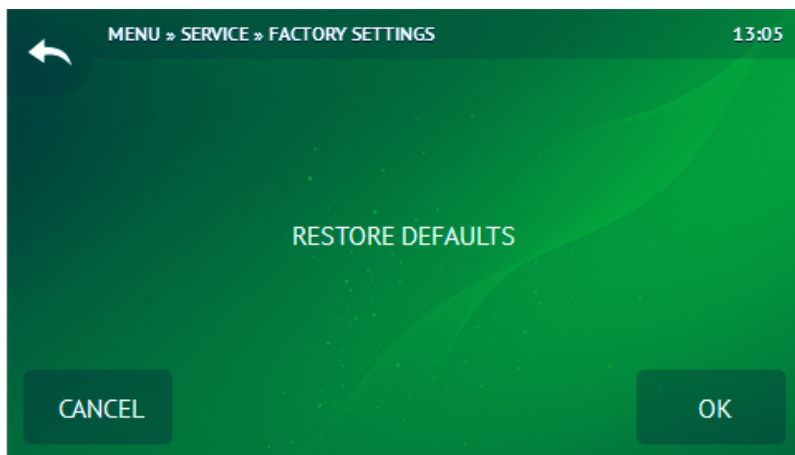 MENU » SERVICE » FACTORY SETTINGS 13:05
RESTORE DEFAULTS
CANCEL OK